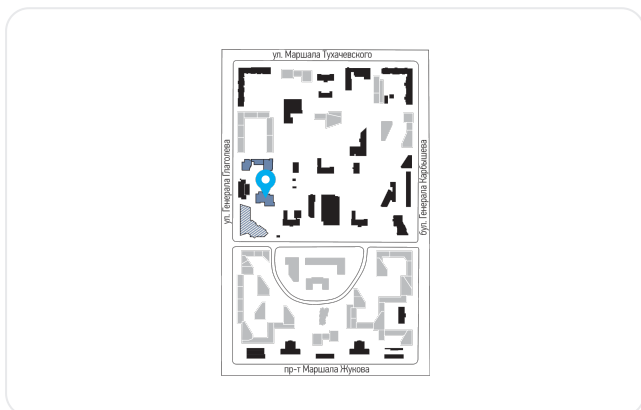 ул. Маршала Тухачевского
ул. Генерала Глаголева
бул. Генерала Карбышева
пр-т Маршала Жукова